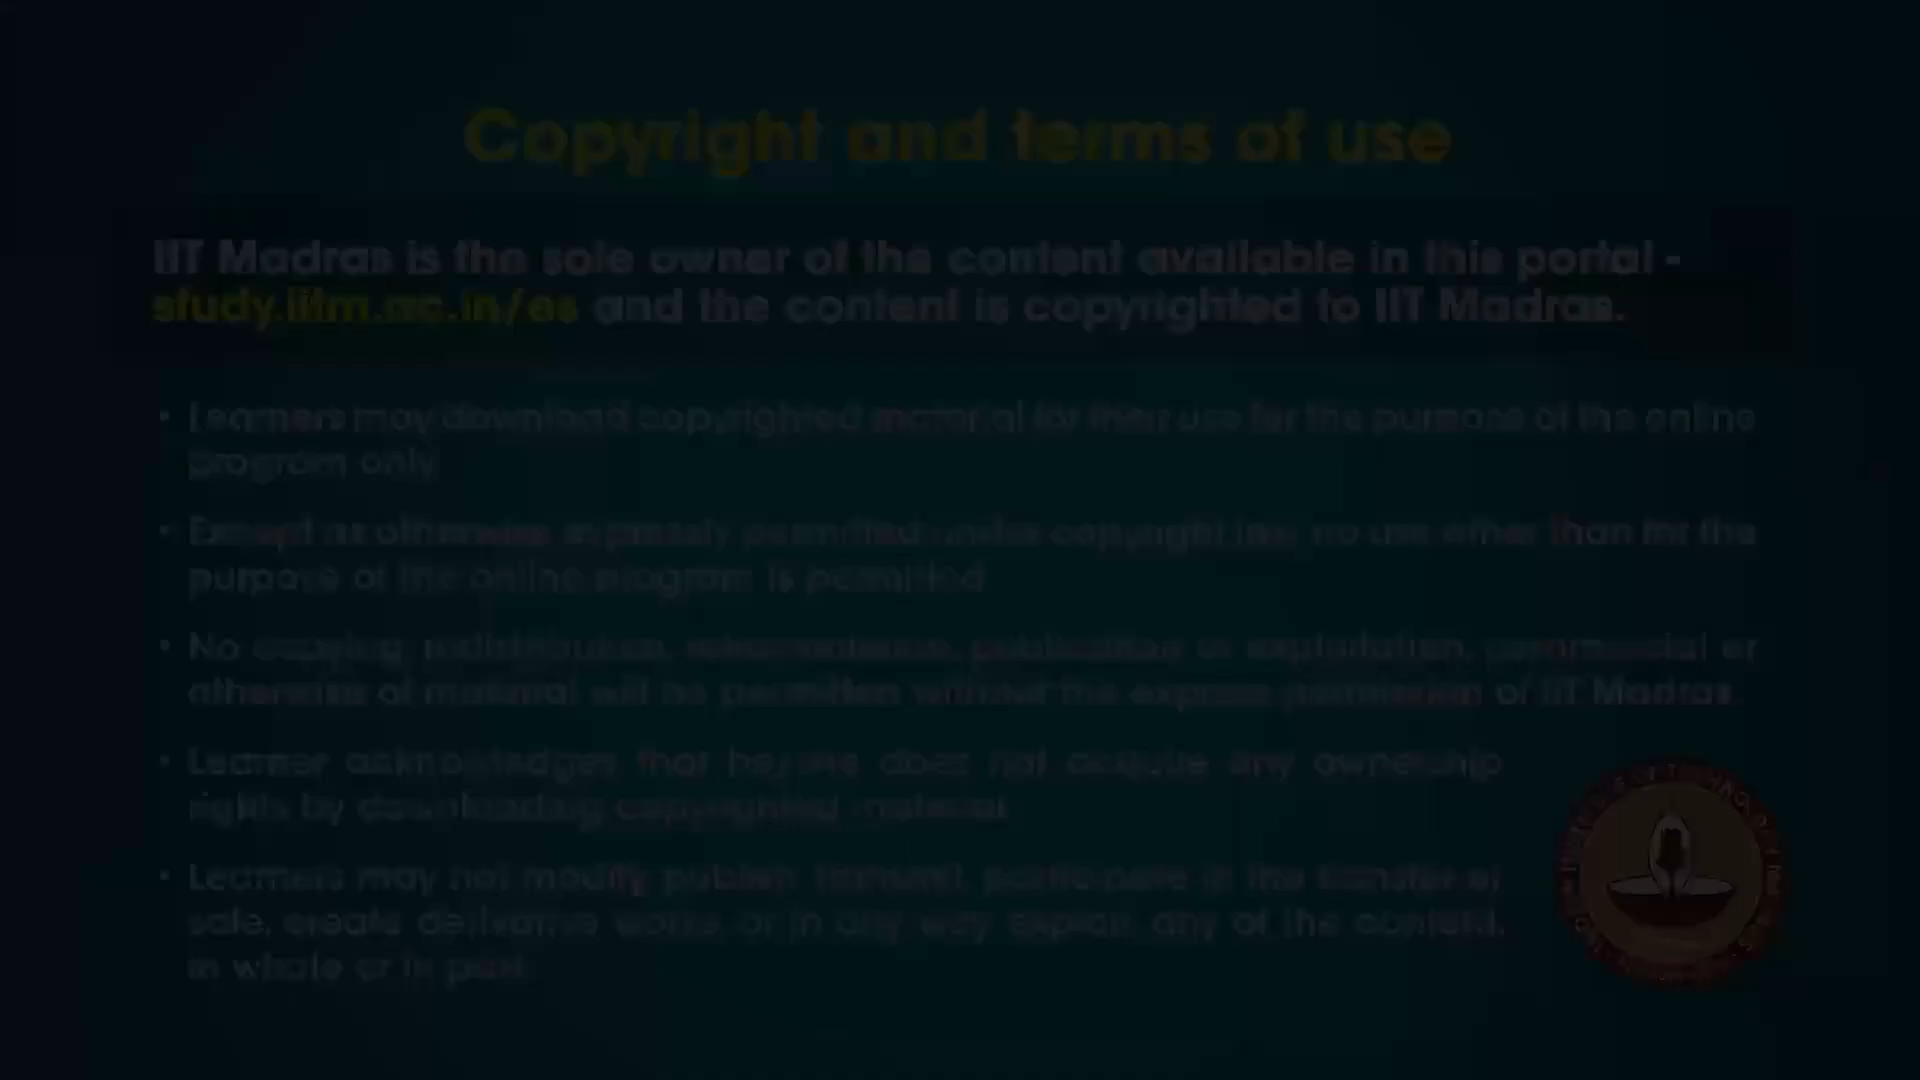 Copyright and terms of use
IIT Madras is the sole owner of the content available in this portal -
study.iitm.ac.in/es and the content is copyrighted to IIT Madras.
• Learners may download copyrighted material for their use for the purpose of the online
program only
• Except as otherwise expressly permitted under copyright law, no use other than for the
purpose of the online program is permitted
• No copying, redistribution, retransmission, publication or exploitation, commercial or
otherwise of material will be permitted without the express permission of IIT Madras
• Learner acknowledges that he/she does not acquire any ownership
rights by downloading copyrighted material
• Learners may not modify, publish, transmit, participate in the transfer or
sale, create derivative works, or in any way exploit, any of the content,
in whole or in part